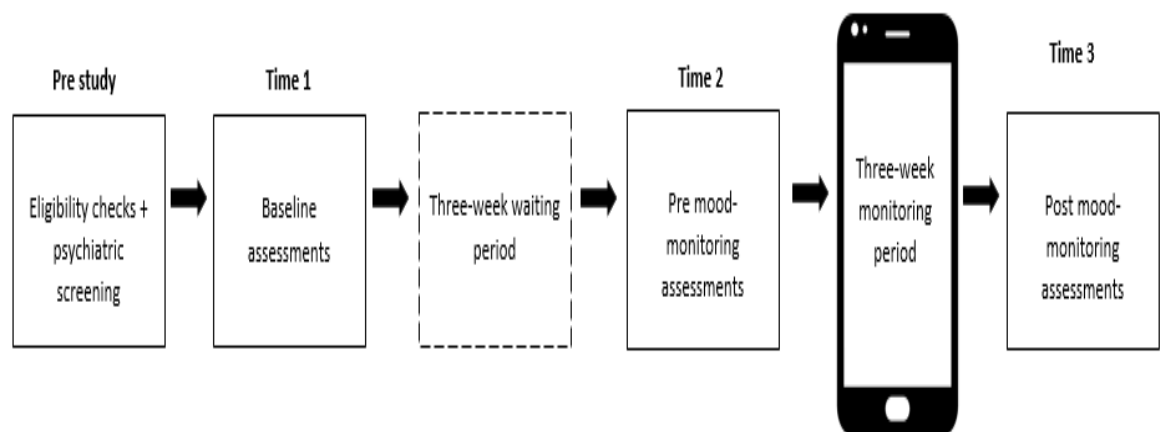 Pre study
Eligibility checks +
psychiatric
screening
Time 1
Baseline
assessments
Three-week waiting
period
Time 2
Pre mood-
monitoring
assessments
Three-week
monitoring
period
Time 3
Post mood-
monitoring
assessments